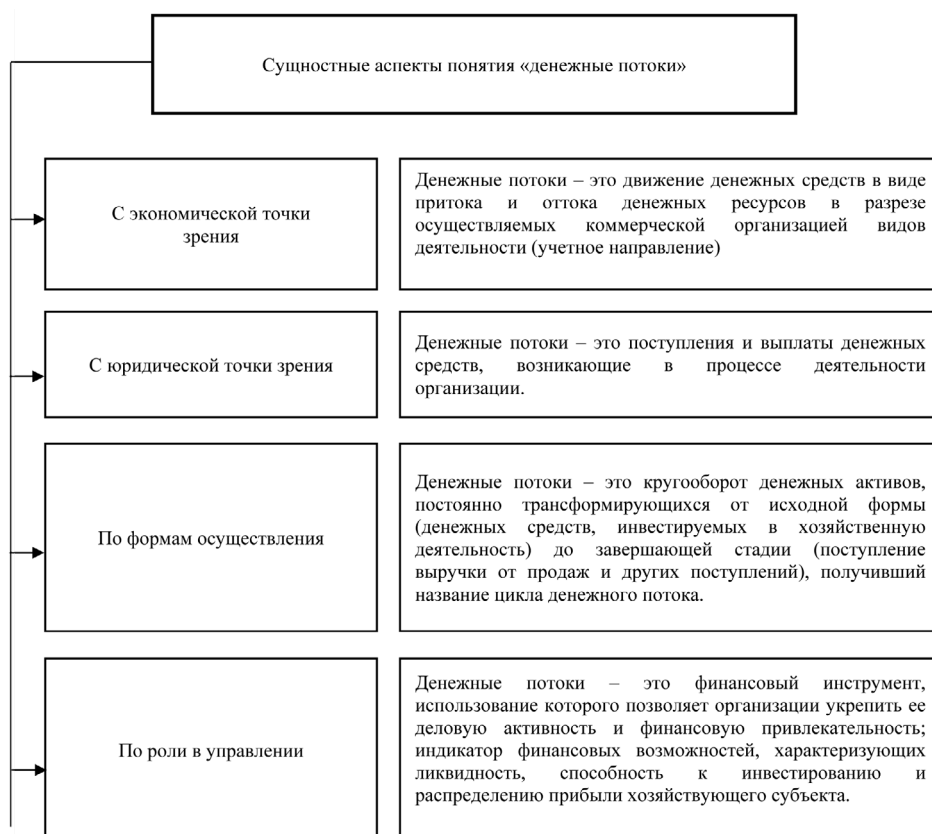 Сущностные аспекты понятия «денежные потоки»
С экономической точки
зрения
Денежные потоки – это движение денежных средств в виде
притока и оттока денежных ресурсов в разрезе
осуществляемых коммерческой организацией видов
деятельности (учетное направление)
С юридической точки зрения
Денежные потоки – это поступления и выплаты денежных
средств, возникающие в процессе деятельности
организации.
По формам осуществления
Денежные потоки – это кругооборот денежных активов,
постоянно трансформирующихся от исходной формы
(денежных средств, инвестируемых в хозяйственную
деятельность) до завершающей стадии (поступление
выручки от продаж и других поступлений), получивший
название цикла денежного потока.
По роли в управлении
Денежные потоки – это финансовый инструмент,
использование которого позволяет организации укрепить ее
деловую активность и финансовую привлекательность;
индикатор финансовых возможностей, характеризующих
ликвидность, способность к инвестированию и
распределению прибыли хозяйствующего субъекта.